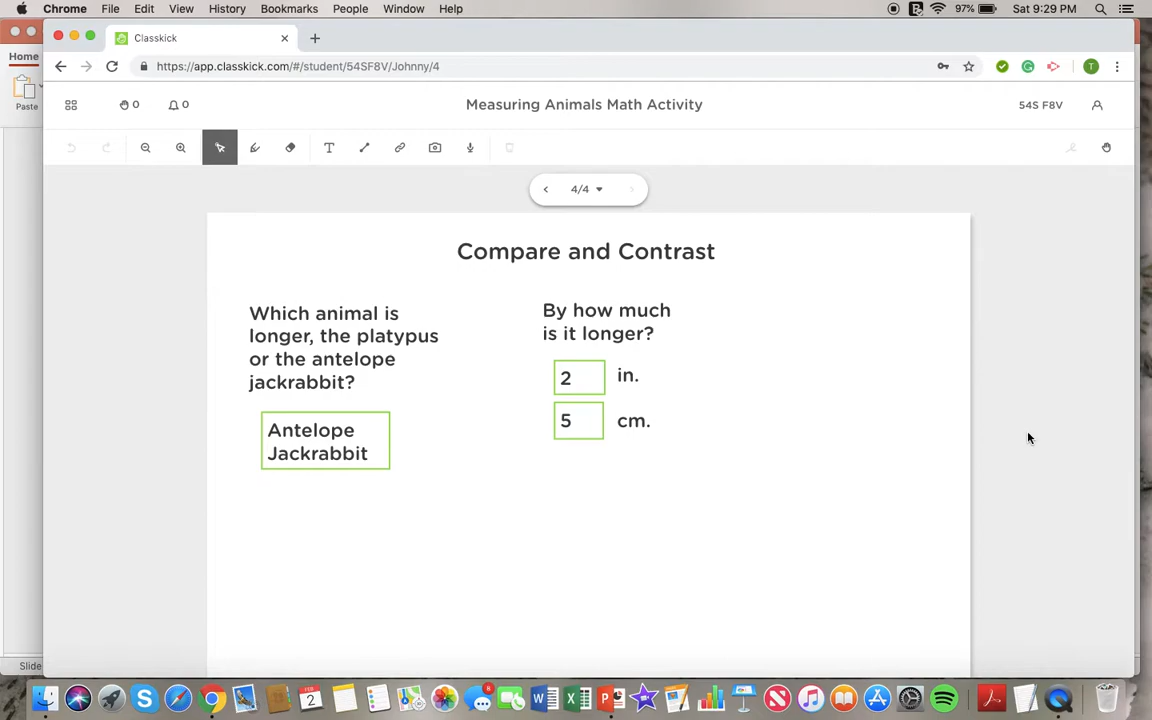 Chrome File Edit View History Bookmarks People Window Help
97% Sat 9:29 PM
Classkick
Home
https://app.classkick.com/#/student/54SF8V/Johnny/4
T
Paste
0 0 Measuring Animals Math Activity 54S F8V
T
4/4
Compare and Contrast
Which animal is
longer, the platypus
or the antelope
jackrabbit?
Antelope
Jackrabbit
By how much
is it longer?
2 in.
5 cm.
Slide
FEB
2
6